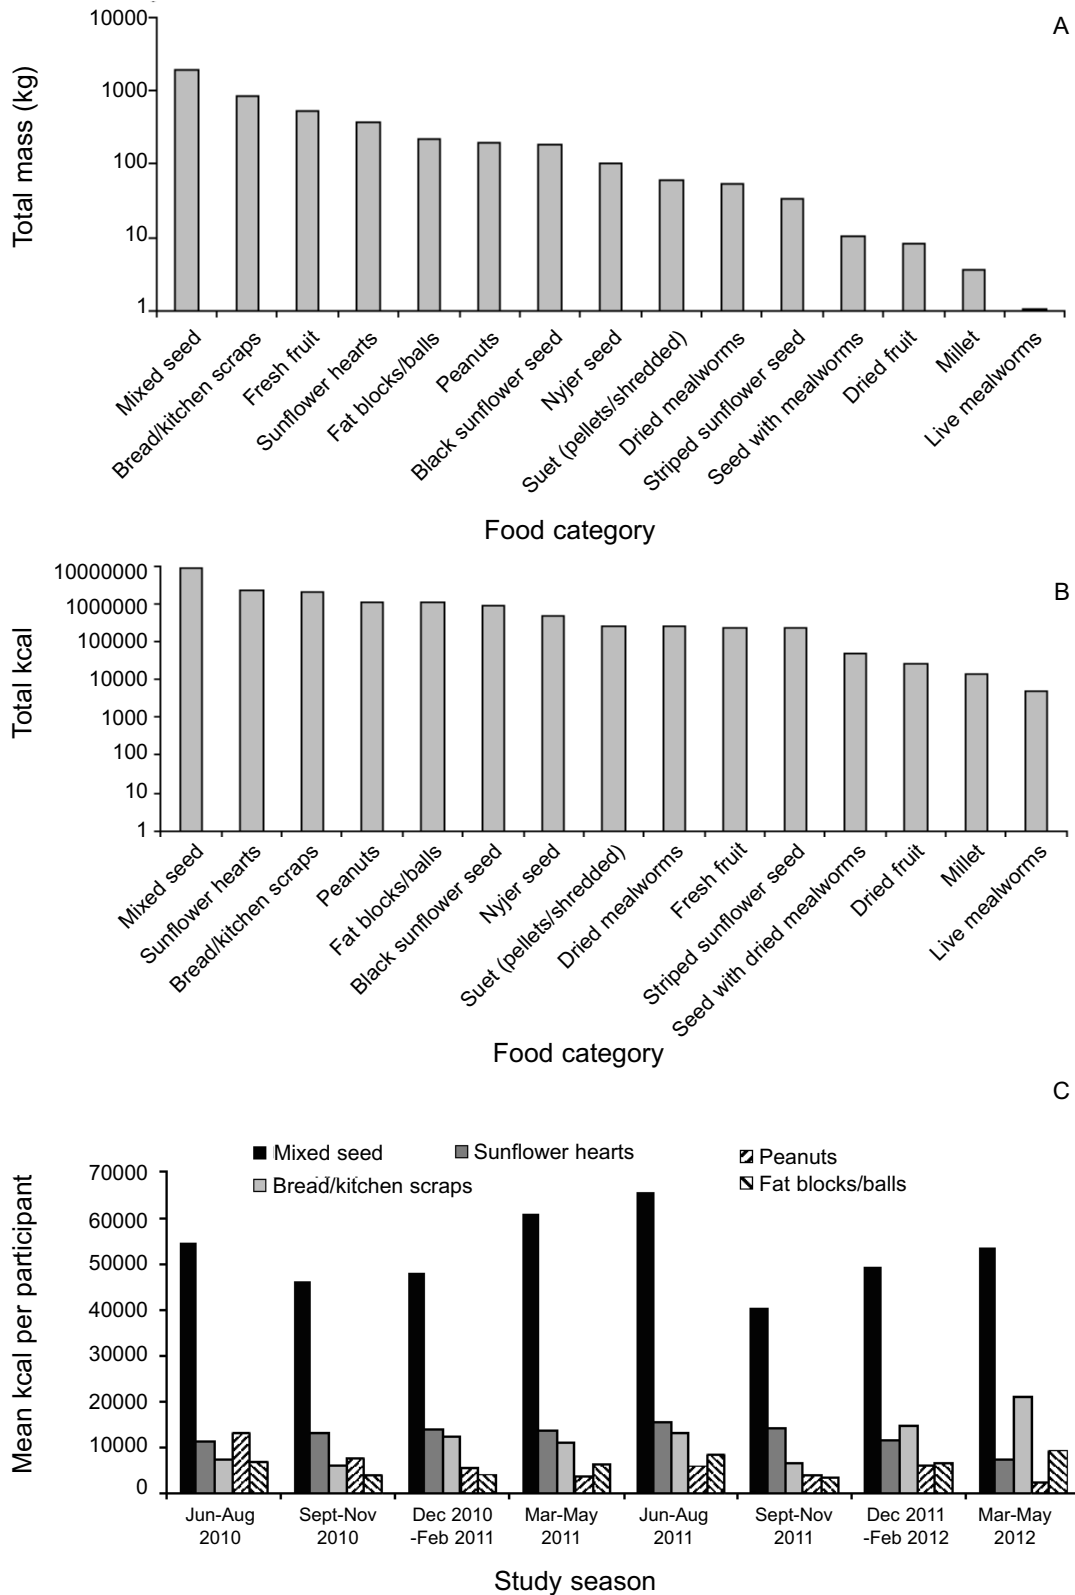 A
Total mass (kg)
10000
1000
100
10
1
Mixed seed
Bread/kitchen scraps
Fresh fruit
Sunflower hearts
Fat blocks/balls
Peanuts
Black sunflower seed
Nyjer seed
Suet (pellets/shredded)
Dried mealworms
Striped sunflower seed
Seed with mealworms
Dried fruit
Millet
Live mealworms
Food category
B
Total kcal
10000000
1000000
100000
10000
1000
100
10
1
Mixed seed
Sunflower hearts
Bread/kitchen scraps
Peanuts
Fat blocks/balls
Black sunflower seed
Nyjer seed
Suet (pellets/shredded)
Dried mealworms
Fresh fruit
Striped sunflower seed
Seed with dried mealworms
Dried fruit
Millet
Live mealworms
Food category
C
Mixed seed
Sunflower hearts
Peanuts
Bread/kitchen scraps
Fat blocks/balls
Mean kcal per participant
70000
60000
50000
40000
30000
20000
10000
0
Jun-Aug
2010
Sept-Nov
2010
Dec 2010
-Feb 2011
Mar-May
2011
Jun-Aug
2011
Sept-Nov
2011
Dec 2011
-Feb 2012
Mar-May
2012
Study season